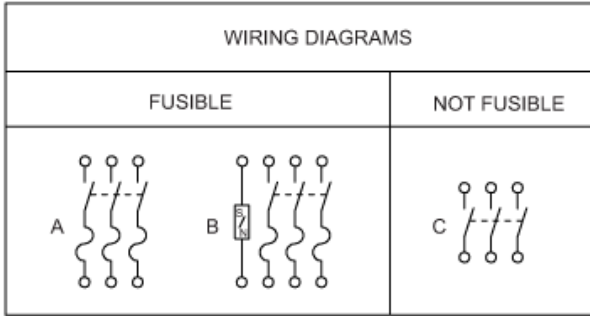 WIRING DIAGRAMS
FUSIBLE
NOT FUSIBLE
A
B
S/N
C